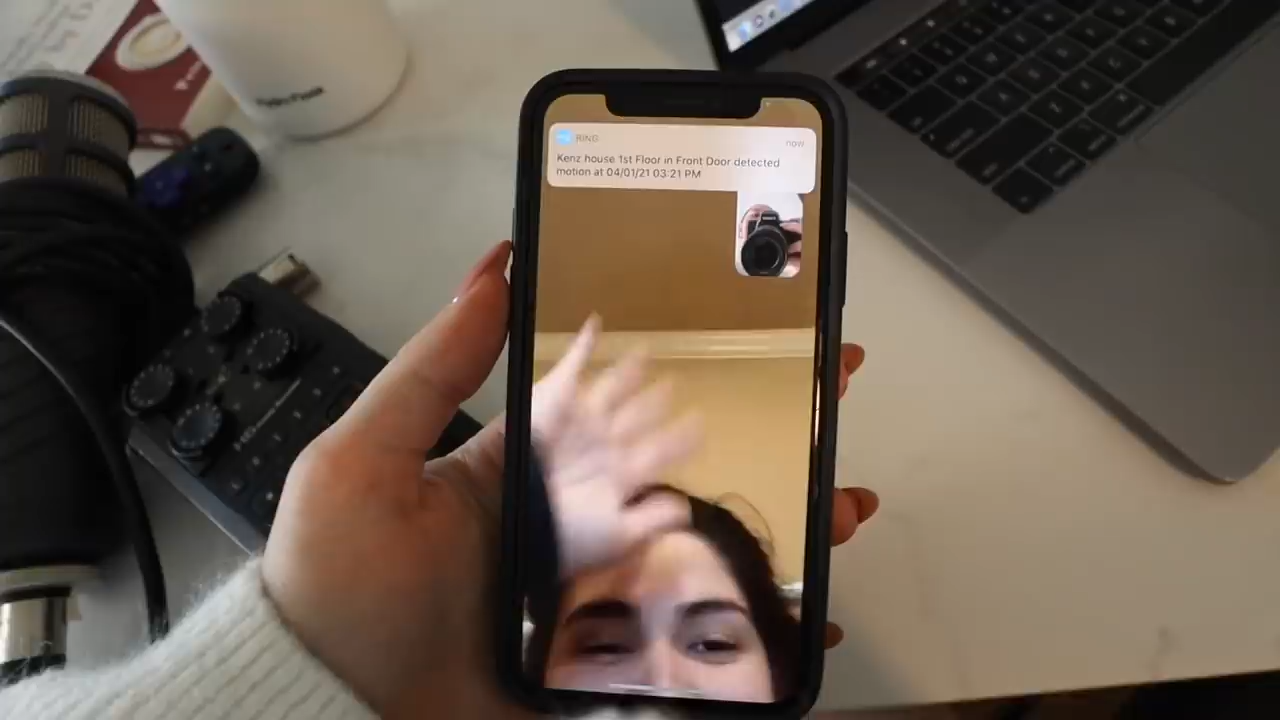 RING
now
Kenz house 1st Floor in Front Door detected
motion at 04/01/21 03:21 PM